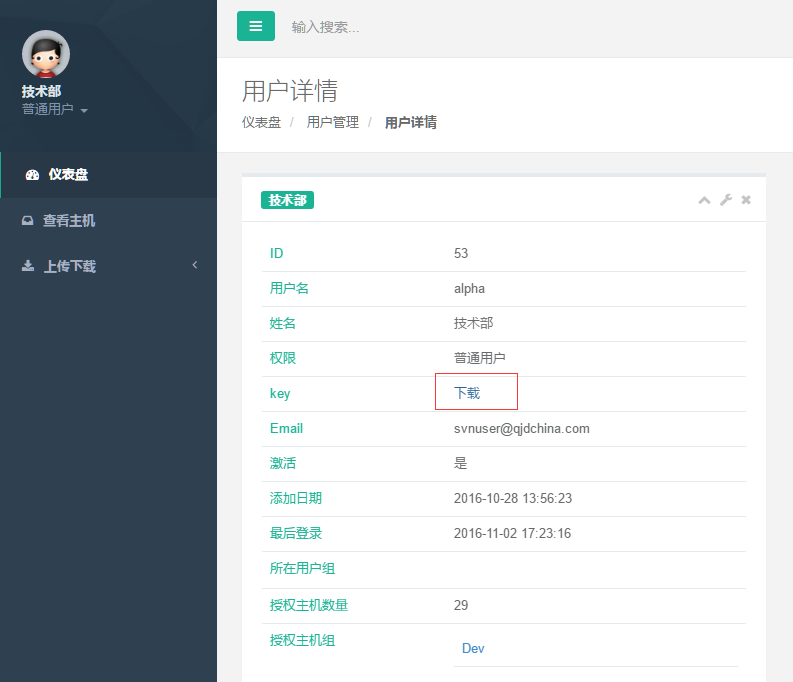 输入搜索...
技术部
普通用户
仪表盘
查看主机
上传下载
用户详情
仪表盘 / 用户管理 / 用户详情
技术部
ID 53
用户名 alpha
姓名 技术部
权限 普通用户
key 下载
Email svnuser@qjdchina.com
激活 是
添加日期 2016-10-28 13:56:23
最后登录 2016-11-02 17:23:16
所在用户组
授权主机数量 29
授权主机组 Dev